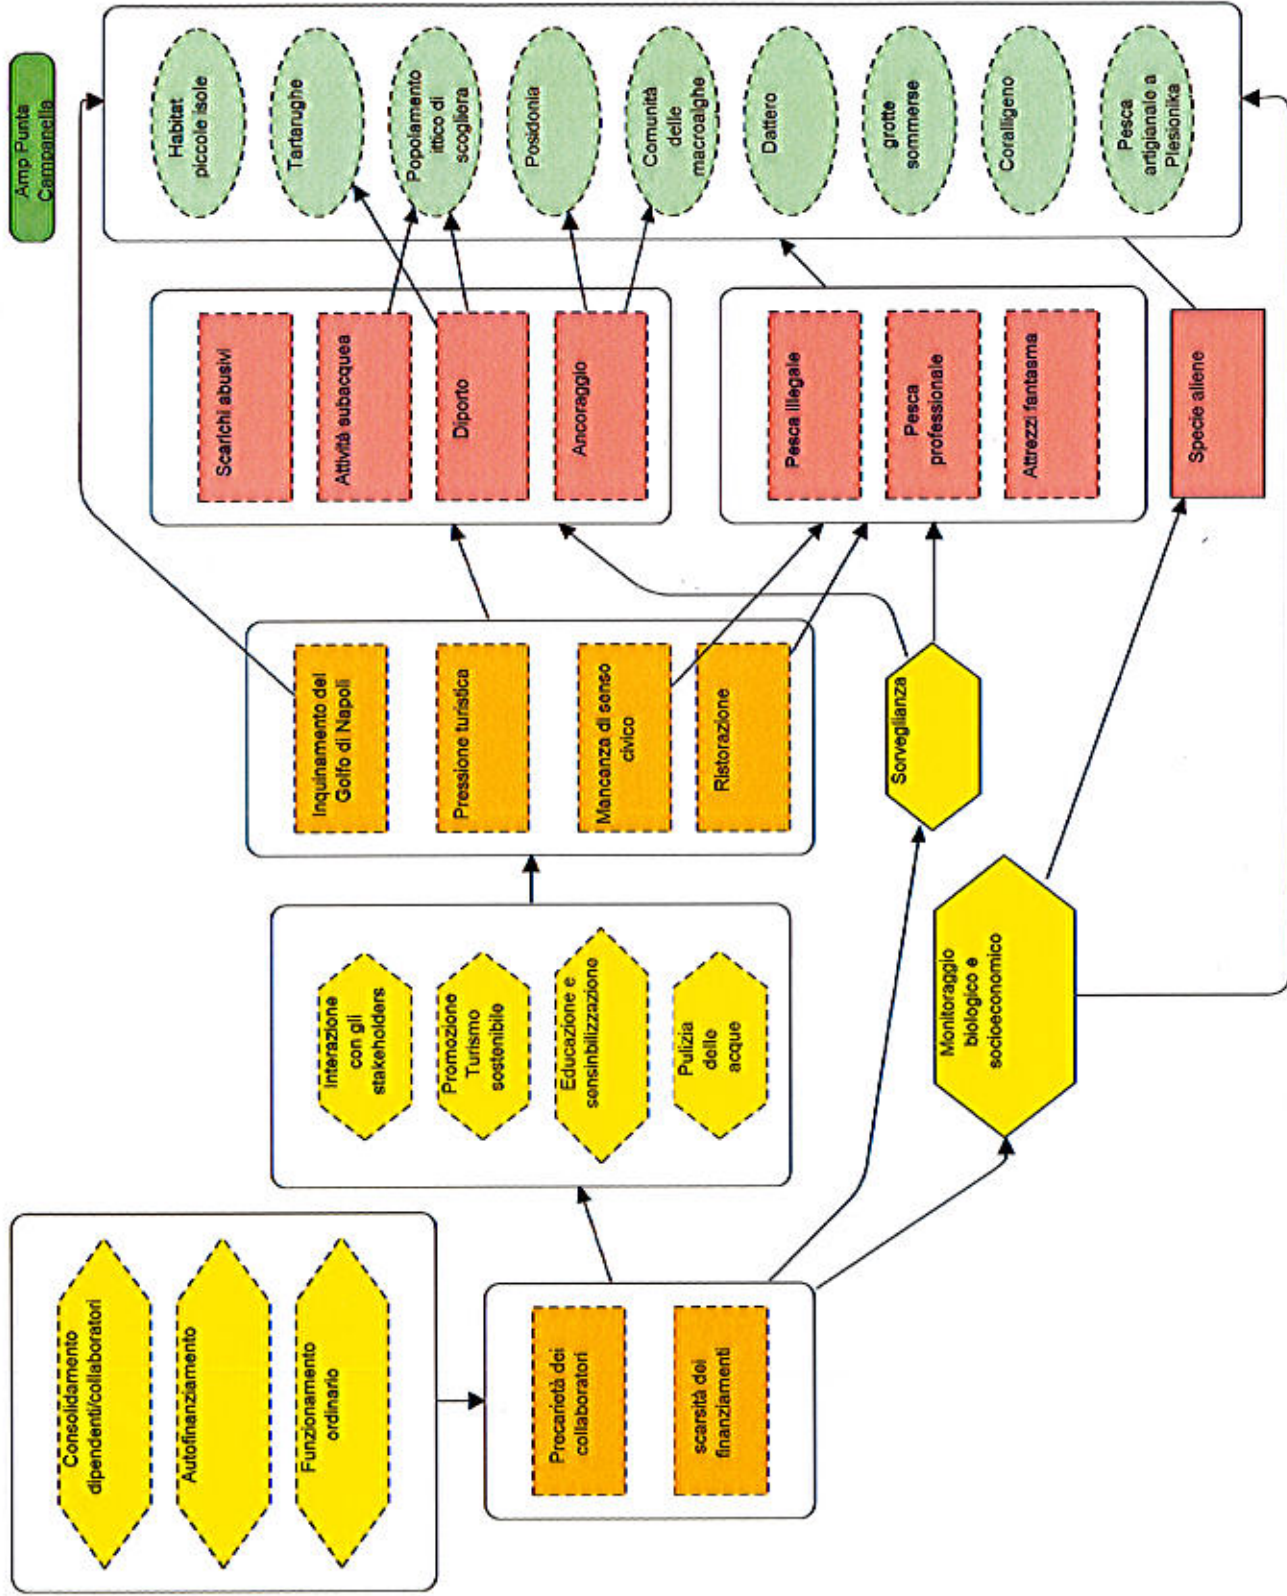 Amp Punta
Campanella
Consolidamento
dipendenti/collaboratori
Autofinanziamento
Funzionamento
ordinario
Precarietà dei
collaboratori
scarsità dei
finanziamenti
Interazione
con gli
stakeholders
Promozione
Turismo
sostenibile
Educazione e
sensinbilizzazione
Pulizia
delle
acque
Monitoraggio
biologico e
socioeconomico
Sorveglianza
Inquinamento del
Golfo di Napoli
Pressione turistica
Mancanza di senso
civico
Ristorazione
Scarichi abusivi
Attività subacquea
Diporto
Ancoraggio
Pesca illegale
Pesca
professionale
Attrezzi fantasma
Specie aliene
Habitat
piccole isole
Tartarughe
Popolamento
ittico di
scogliera
Posidonia
Comunità
delle
macroalghe
Dattero
grotte
sommerse
Coralligeno
Pesca
artigianale a
Plesionika